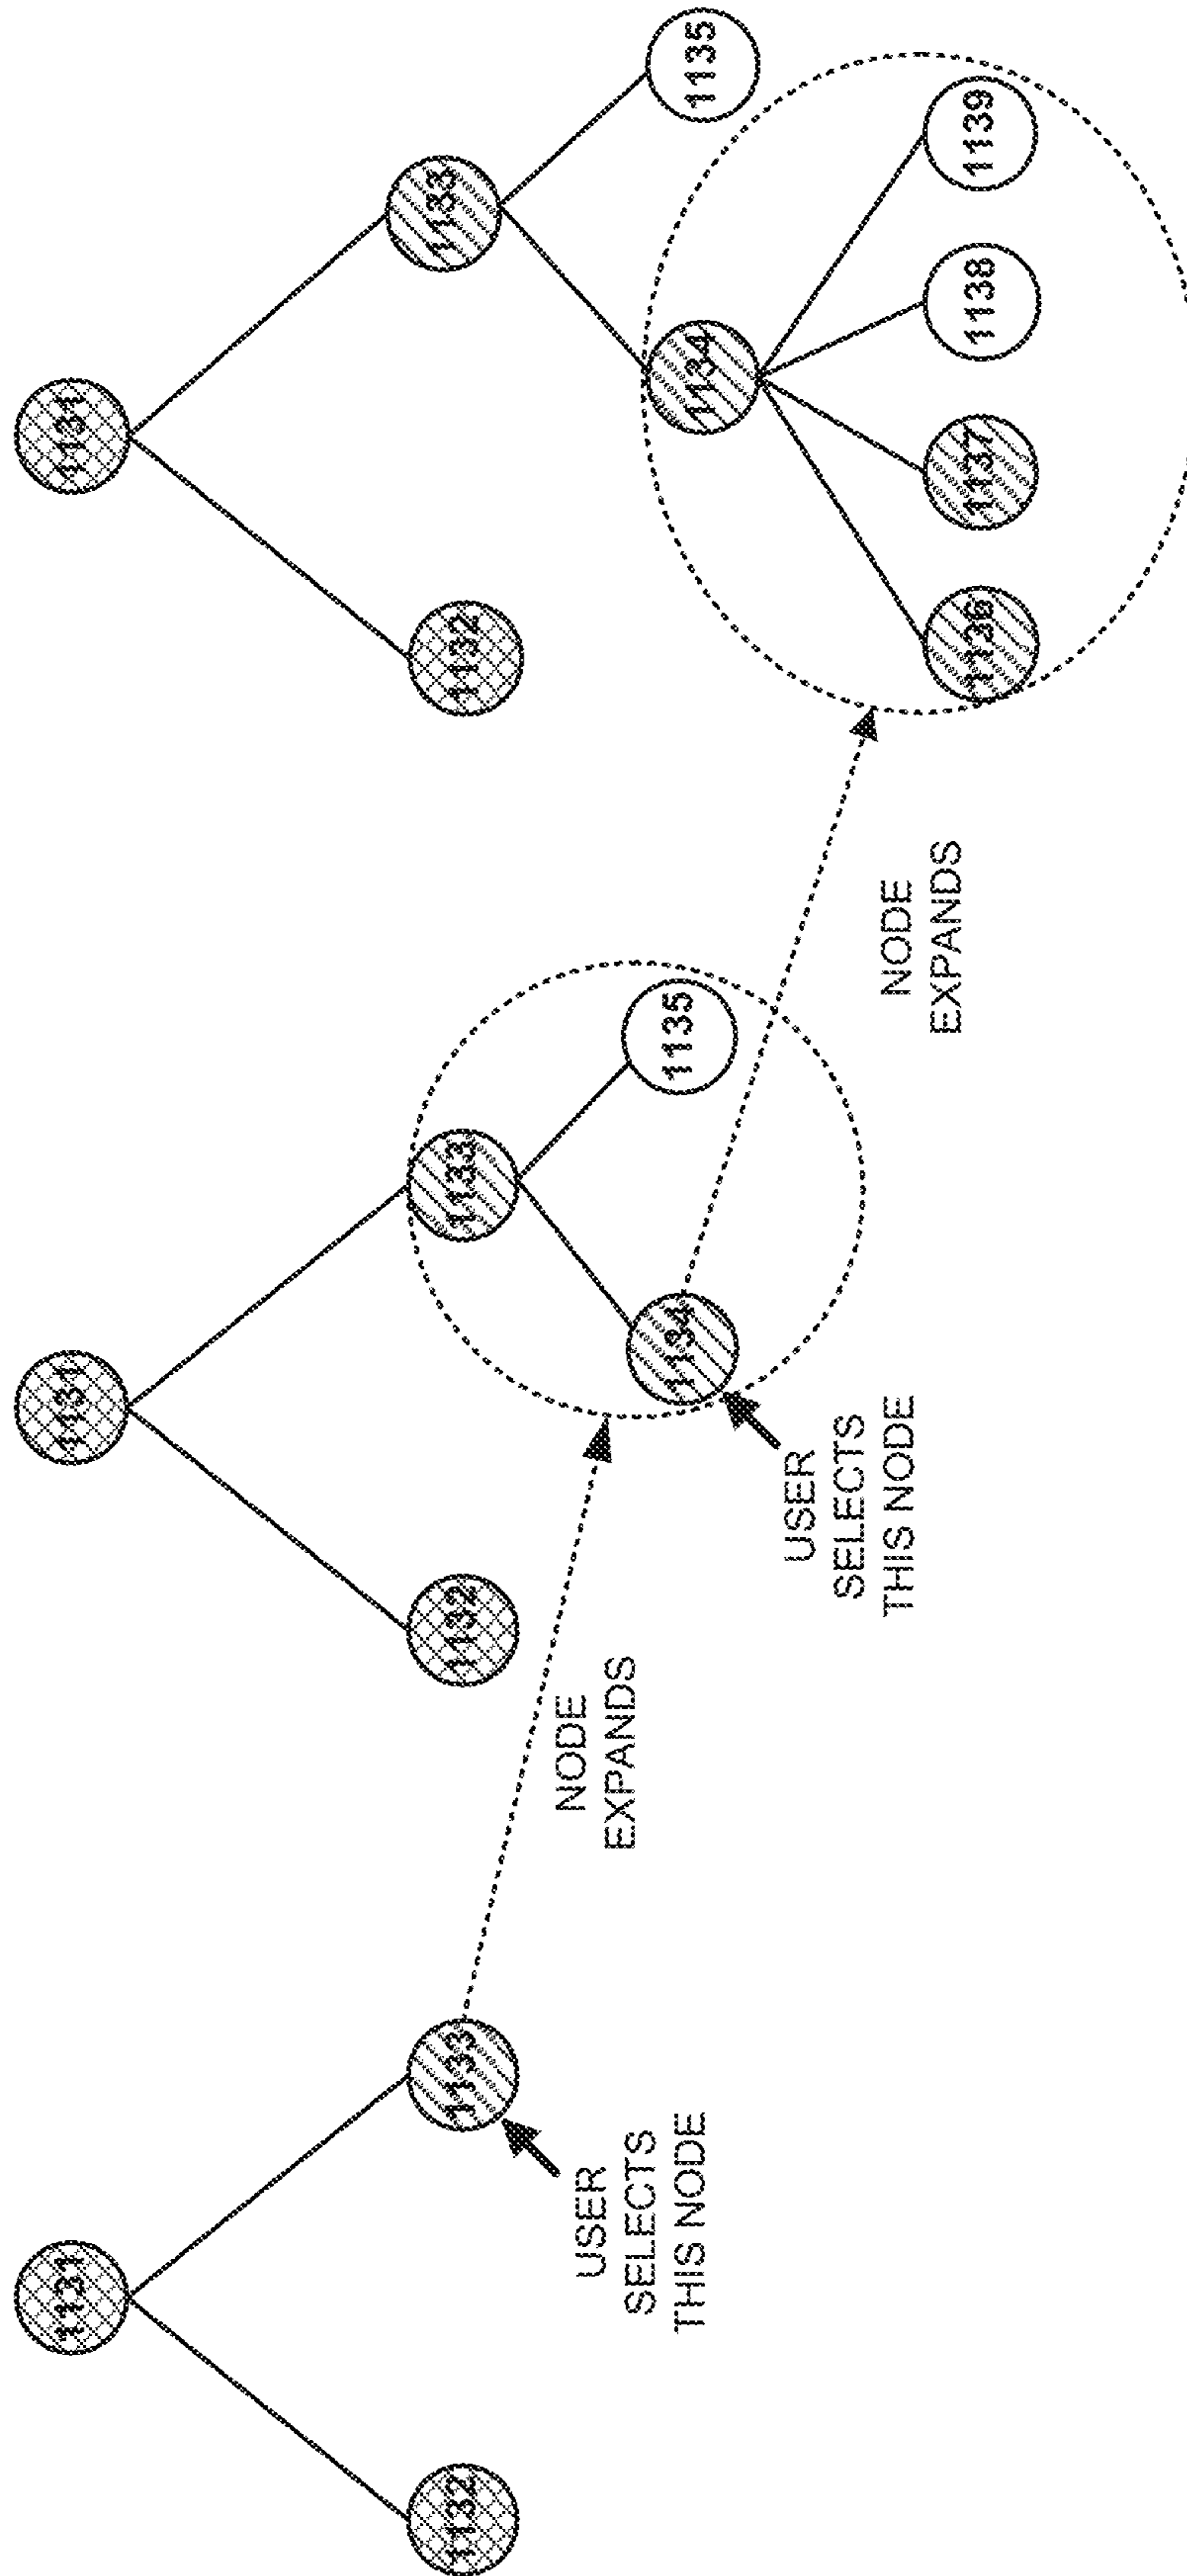 1131
1132
1133
USER
SELECTS
THIS NODE
NODE
EXPANDS
1131
1132
1133
1134
1135
USER
SELECTS
THIS NODE
NODE
EXPANDS
1131
1132
1133
1134
1135
1136
1137
1138
1139